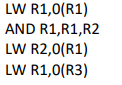 LW R1,0(R1)
AND R1,R1,R2
LW R2,0(R1)
LW R1,0(R3)